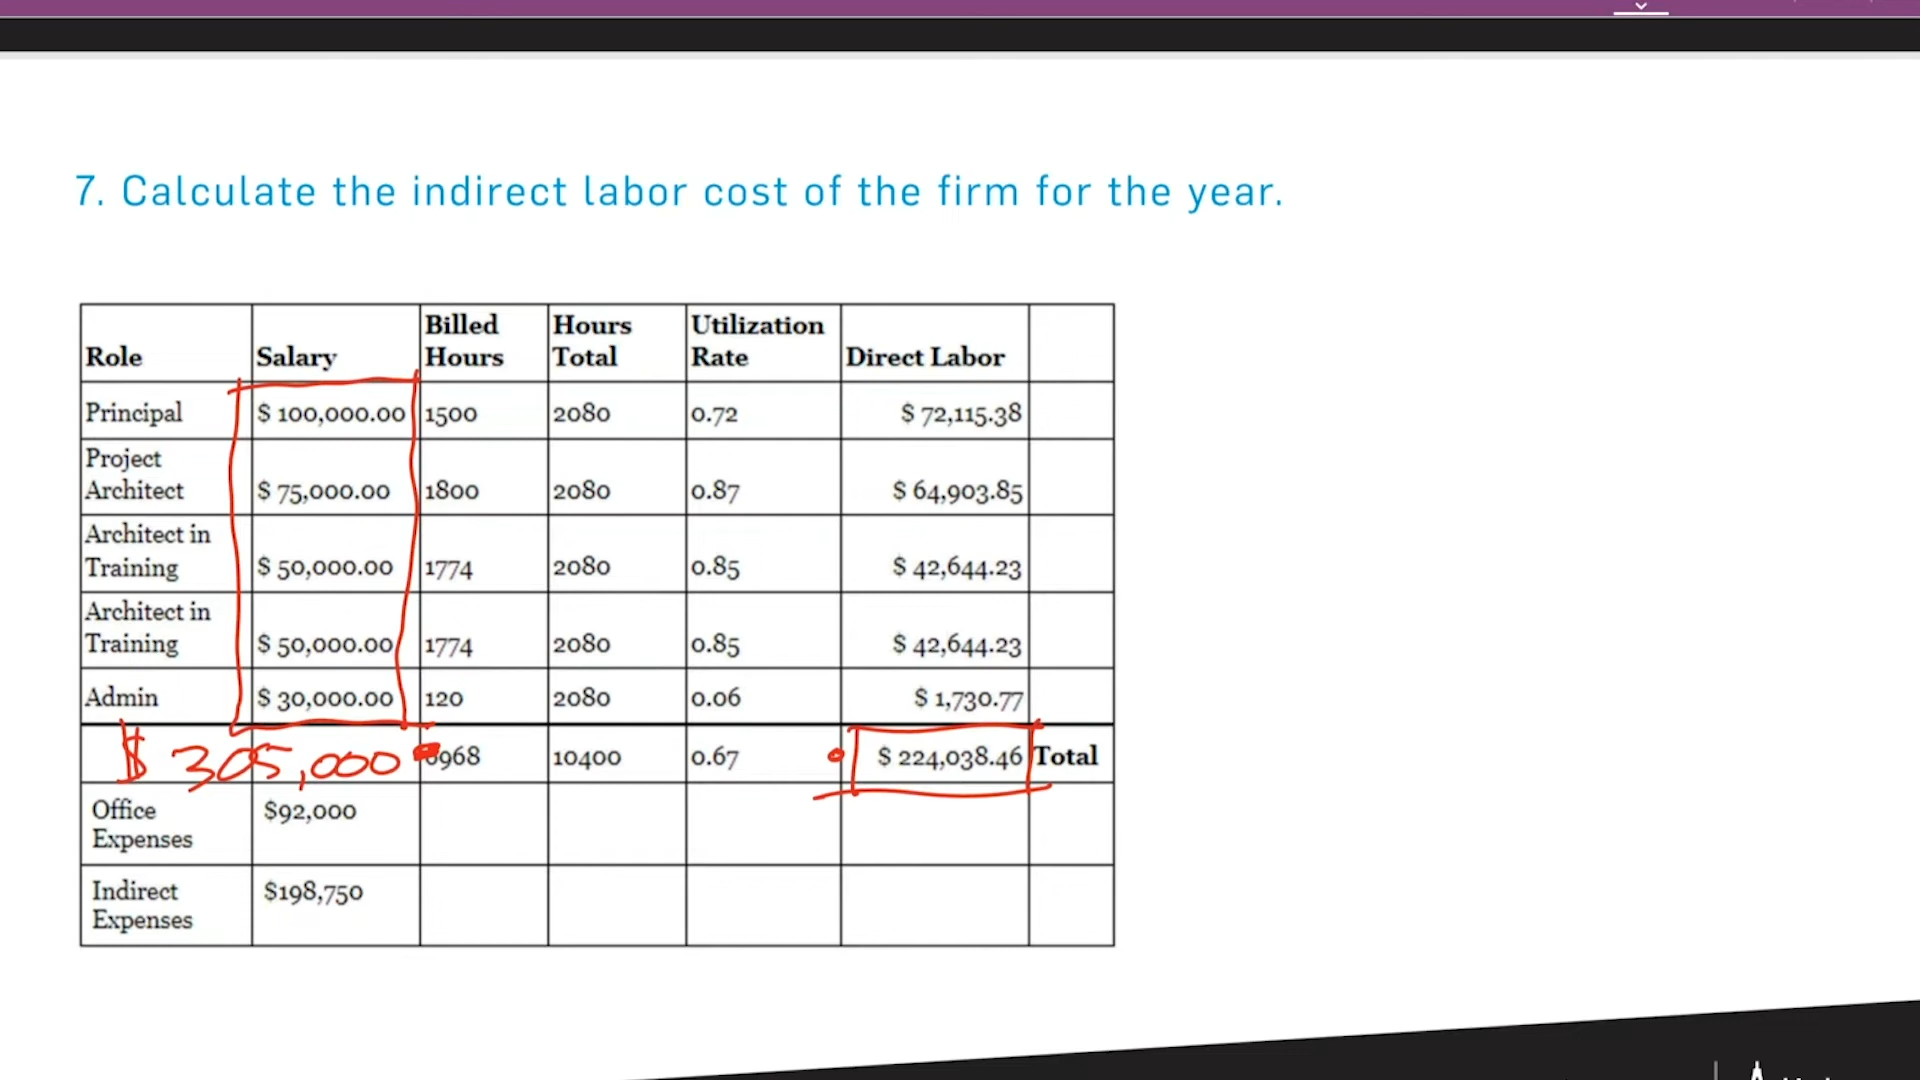 7. Calculate the indirect labor cost of the firm for the year.
Role Salary Billed Hours Hours Total Utilization Rate Direct Labor
Principal $ 100,000.00 1500 2080 0.72 $ 72,115.38
Project Architect $ 75,000.00 1800 2080 0.87 $ 64,903.85
Architect in Training $ 50,000.00 1774 2080 0.85 $ 42,644.23
Architect in Training $ 50,000.00 1774 2080 0.85 $ 42,644.23
Admin $ 30,000.00 120 2080 0.06 $ 1,730.77
$ 305,000 6968 10400 0.67 $ 224,038.46 Total
Office Expenses $92,000
Indirect Expenses $198,750